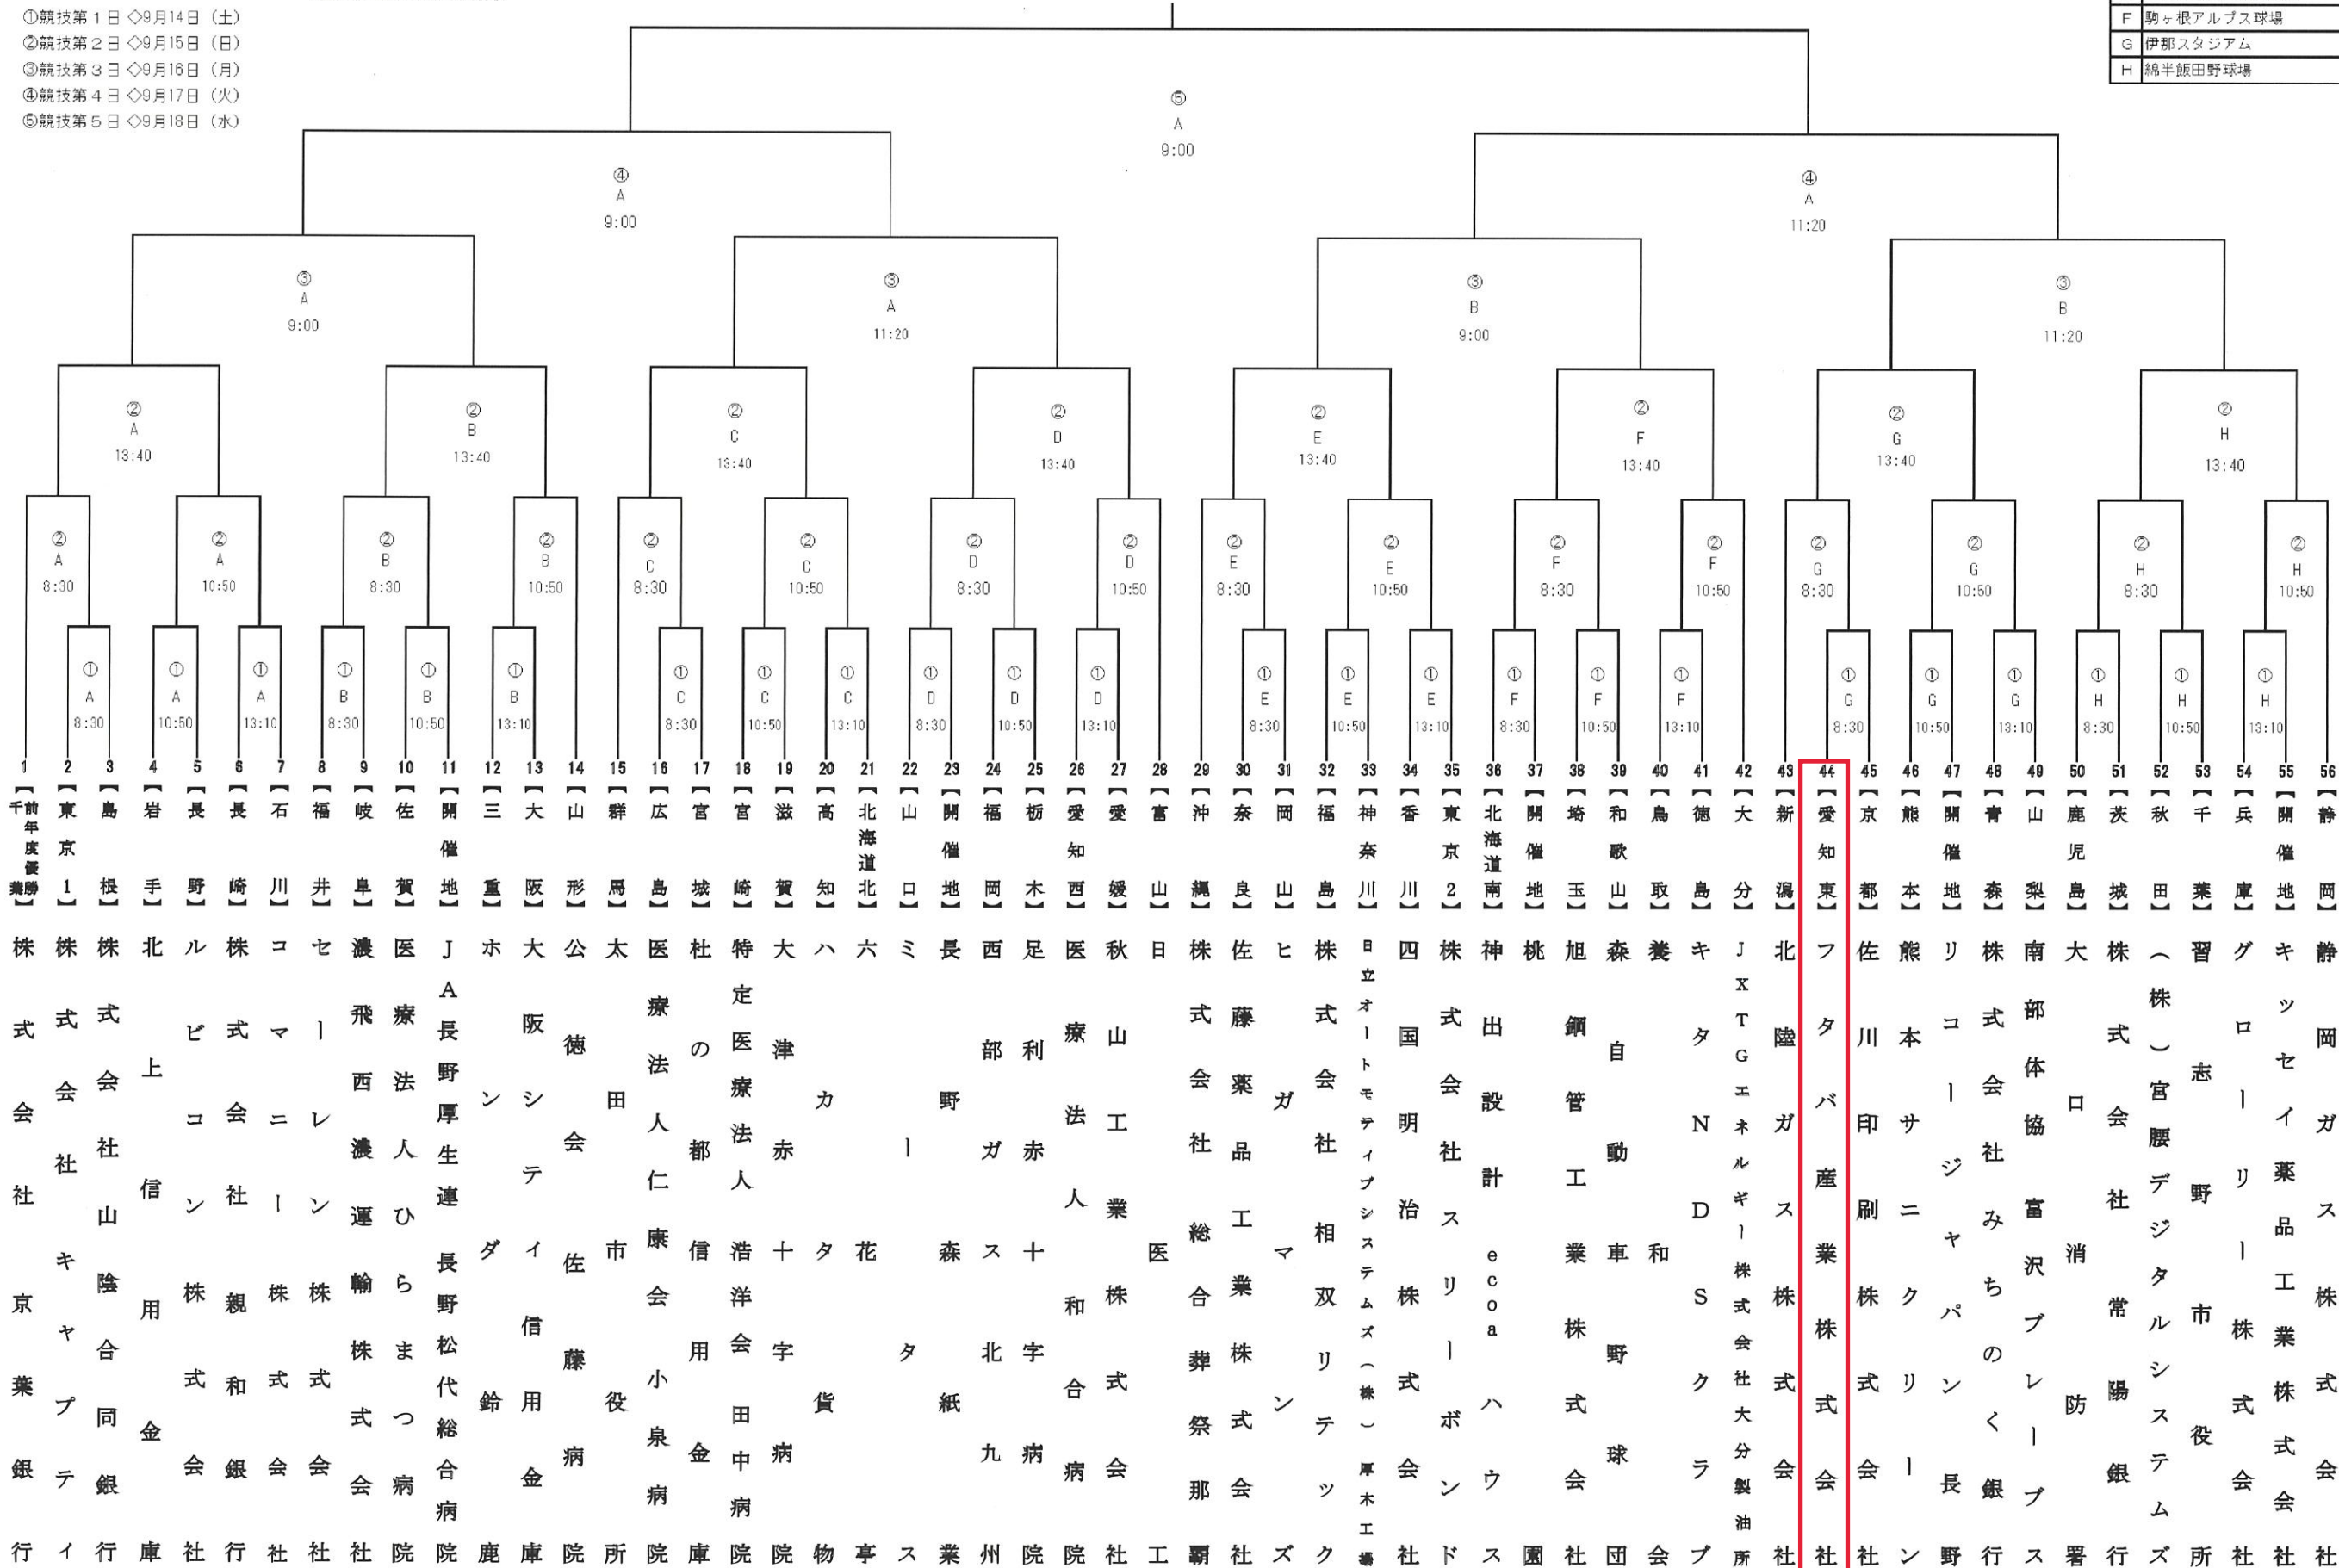 ①競技第1日 ◇9月14日（土）
②競技第2日 ◇9月15日（日）
③競技第3日 ◇9月16日（月）
④競技第4日 ◇9月17日（火）
⑤競技第5日 ◇9月18日（水）
F 駒ヶ根アルプス球場
G 伊那スタジアム
H 綿半飯田野球場
⑤ A 9:00
④ A 9:00
④ A 11:20
③ A 9:00
③ A 11:20
③ B 9:00
③ B 11:20
② A 13:40
② B 13:40
② C 13:40
② D 13:40
② E 13:40
② F 13:40
② G 13:40
② H 13:40
② A 8:30
② A 10:50
② B 8:30
② B 10:50
② C 8:30
② C 10:50
② D 8:30
② D 10:50
② E 8:30
② E 10:50
② F 8:30
② F 10:50
② G 8:30
② G 10:50
② H 8:30
② H 10:50
① A 8:30
① A 10:50
① A 13:10
① B 8:30
① B 10:50
① B 13:10
① C 8:30
① C 10:50
① C 13:10
① D 8:30
① D 10:50
① D 13:10
① E 8:30
① E 10:50
① E 13:10
① F 8:30
① F 10:50
① F 13:10
① G 8:30
① G 10:50
① G 13:10
① H 8:30
① H 10:50
① H 13:10
1【前年度優勝 千葉】株式会社京葉銀行
2【東京1】株式会社キャプティ
3【島根】株式会社山陰合同銀行
4【岩手】北上信用金庫
5【長野】ルビコン株式会社
6【長崎】株式会社親和銀行
7【石川】コマニー株式会社
8【福井】セーレン株式会社
9【岐阜】濃飛西濃運輸株式会社
10【佐賀】医療法人ひらまつ病院
11【開催地】JA長野厚生連長野松代総合病院
12【三重】ホンダ鈴鹿
13【大阪】大阪シティ信用金庫
14【山形】公徳会佐藤病院
15【群馬】太田市役所
16【広島】医療法人仁康会小泉病院
17【宮城】杜の都信用金庫
18【宮崎】特定医療法人浩洋会田中病院
19【滋賀】大津赤十字病院
20【高知】ハカタ貨物
21【北海道北】六花亭
22【山口】ミータス
23【開催地】長野森紙業
24【福岡】西部ガス北九州
25【栃木】足利赤十字病院
26【愛知西】医療法人和合病院
27【愛媛】秋山工業株式会社
28【富山】日医工
29【沖縄】株式会社総合葬祭那覇
30【奈良】佐藤薬品工業株式会社
31【岡山】ヒガマンズ
32【福島】株式会社相双リテック
33【神奈川】日立オートモティブシステムズ（株）厚木工場
34【香川】四国明治株式会社
35【東京2】株式会社スリーボンド
36【北海道南】神出設計ecoaハウス
37【開催地】桃園
38【埼玉】旭鋼管工業株式会社
39【和歌山】森自動車野球団
40【鳥取】養和会
41【徳島】キタNDSクラブ
42【大分】JXTGエネルギー株式会社大分製油所
43【新潟】北陸ガス株式会社
44【愛知東】フタバ産業株式会社
45【京都】佐川印刷株式会社
46【熊本】熊本サニクリーン
47【開催地】リコージャパン長野
48【青森】株式会社みちのく銀行
49【山梨】南部体協富沢ブレーブス
50【鹿児島】大口消防署
51【茨城】株式会社常陽銀行
52【秋田】（株）宮腰デジタルシステムズ
53【千葉】習志野市役所
54【兵庫】グローリー株式会社
55【開催地】キッセイ薬品工業株式会社
56【静岡】静岡ガス株式会社